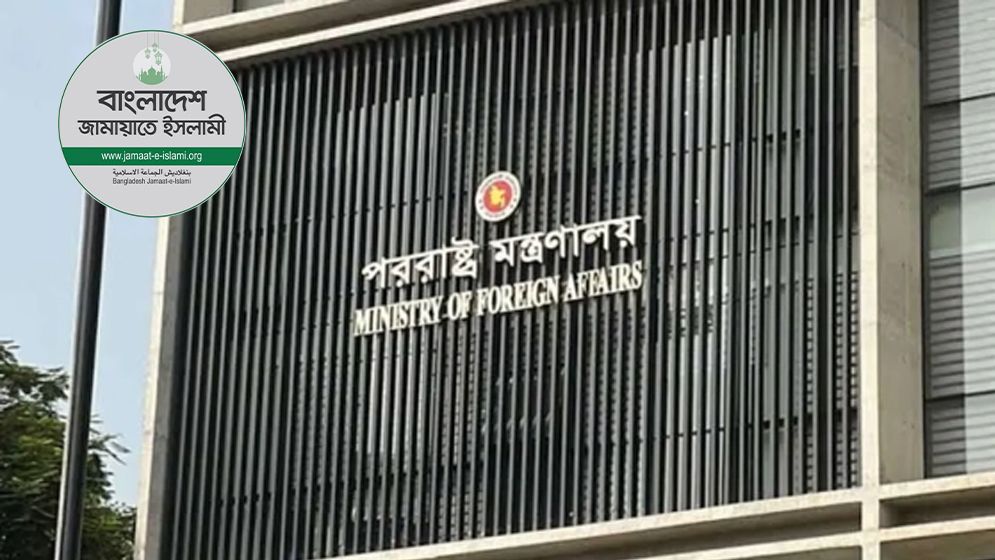 বাংলাদেশ
জামায়াতে ইসলামী
www.jamaat-e-islami.org
بنغلاديش الجماعة الاسلامية
Bangladesh Jamaat-e-Islami
পররাষ্ট্র মন্ত্রণালয়
MINISTRY OF FOREIGN AFFAIRS